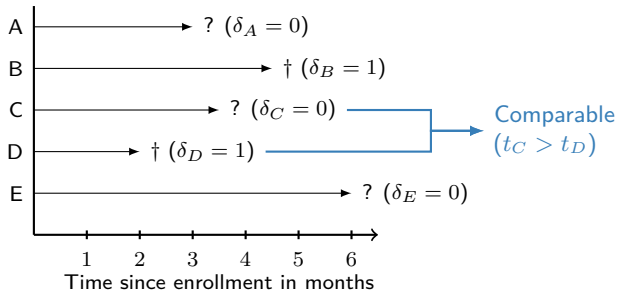 A ? (δ_A = 0)
B † (δ_B = 1)
C ? (δ_C = 0)
D † (δ_D = 1)
E ? (δ_E = 0)
Comparable
(t_C > t_D)
1 2 3 4 5 6
Time since enrollment in months